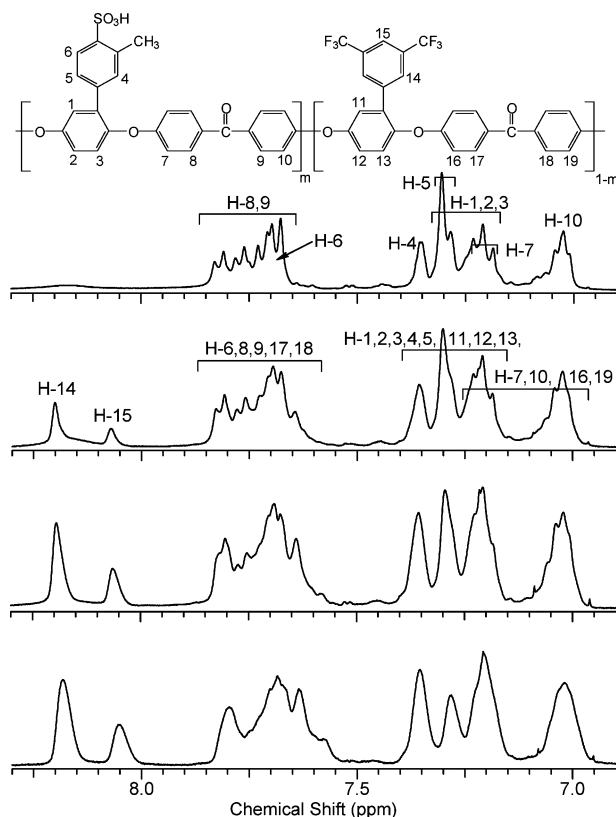 SO₃H
6
CH₃
5
4
1
O
O
O
2
3
7
8
9
10
m
15
F₃C
CF₃
14
11
O
O
O
12
13
16
17
18
19
1-m
H-8,9
H-6
H-5
H-1,2,3
H-4
H-7
H-10
H-14
H-15
H-6,8,9,17,18
H-1,2,3,4,5, 11,12,13,
H-7,10, 16,19
8.0
7.5
7.0
Chemical Shift (ppm)